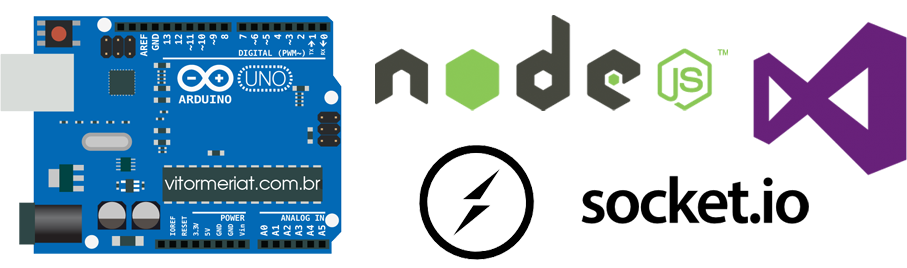 AREF
GND
13
12
~11
~10
~9
8
7
~6
~5
4
~3
2
TX→1
RX←0
DIGITAL (PWM~)
UNO
ARDUINO
vitormeriat.com.br
POWER
ANALOG IN
IOREF
RESET
3.3V
5V
GND
GND
Vin
A0
A1
A2
A3
A4
A5
node
JS
TM
socket.io